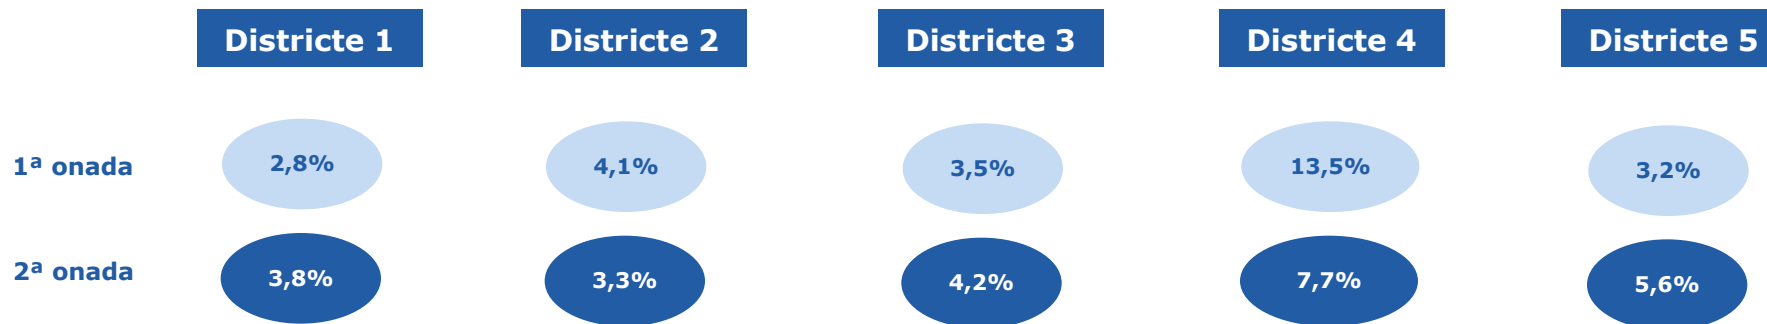 Districte 1 Districte 2 Districte 3 Districte 4 Districte 5
1ª onada 2,8% 4,1% 3,5% 13,5% 3,2%
2ª onada 3,8% 3,3% 4,2% 7,7% 5,6%